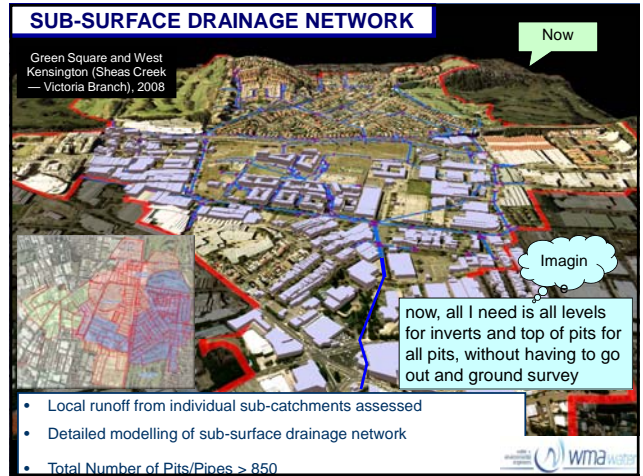 SUB-SURFACE DRAINAGE NETWORK
Green Square and West
Kensington (Sheas Creek
— Victoria Branch), 2008
Now
Imagin
e
now, all I need is all levels
for inverts and top of pits for
all pits, without having to go
out and ground survey
• Local runoff from individual sub-catchments assessed
• Detailed modelling of sub-surface drainage network
• Total Number of Pits/Pipes > 850
wmawater